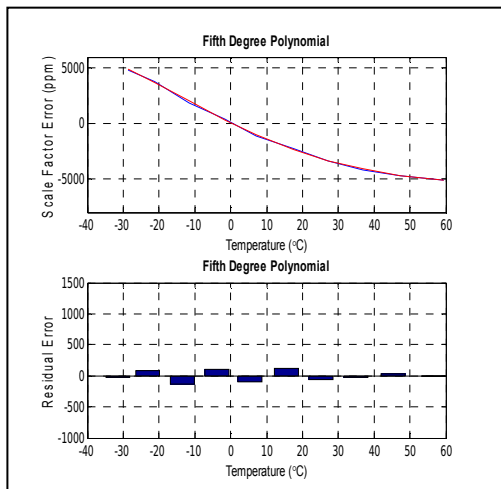 Fifth Degree Polynomial
Scale Factor Error (ppm)
5000
0
-5000
-40 -30 -20 -10 0 10 20 30 40 50 60
Temperature (°C)
Fifth Degree Polynomial
Residual Error
1500
1000
500
0
-500
-1000
-40 -30 -20 -10 0 10 20 30 40 50 60
Temperature (°C)